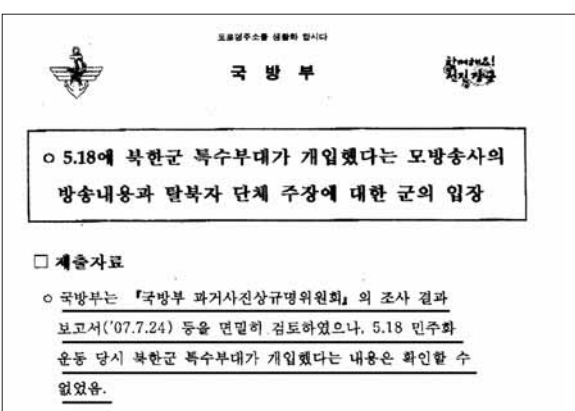 도로명주소를 생활화 합시다
국 방 부
함께해요!
○ 5.18에 북한군 특수부대가 개입했다는 모방송사의
방송내용과 탈북자 단체 주장에 대한 군의 입장
□ 제출자료
○ 국방부는 『국방부 과거사진상규명위원회』의 조사 결과
보고서('07.7.24) 등을 면밀히 검토하였으나, 5.18 민주화
운동 당시 북한군 특수부대가 개입했다는 내용은 확인할 수
없었음.